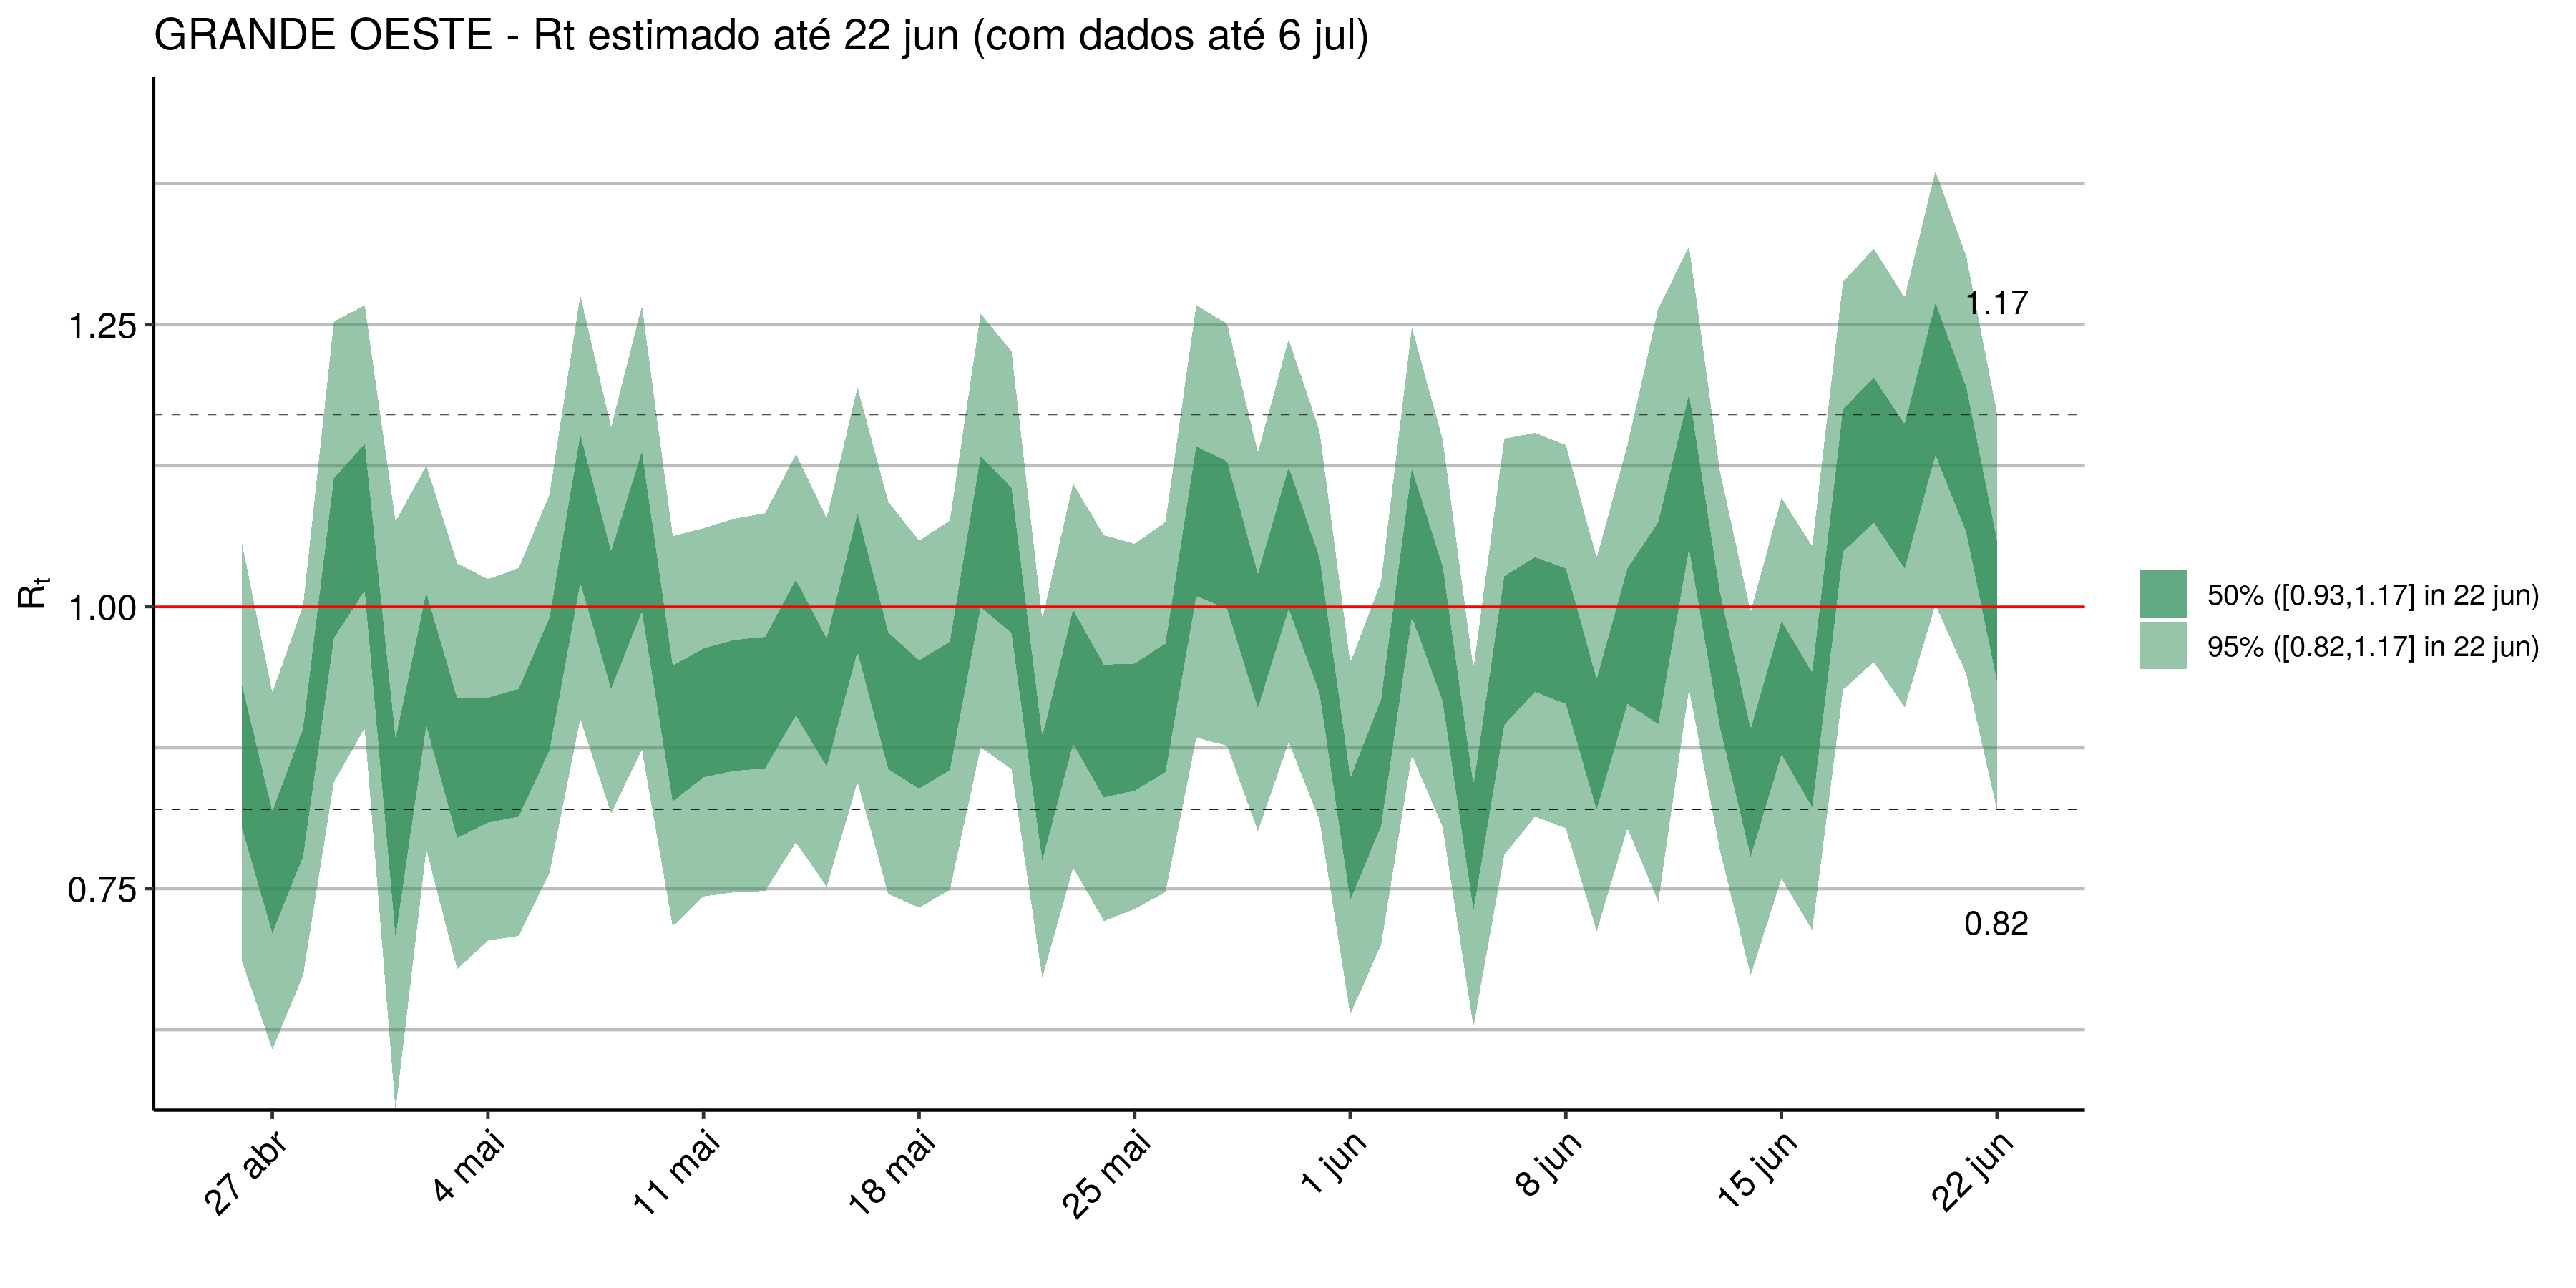 GRANDE OESTE - Rt estimado até 22 jun (com dados até 6 jul)
1.25
1.00
0.75
Rt
1.17
0.82
50% ([0.93,1.17] in 22 jun)
95% ([0.82,1.17] in 22 jun)
27 abr
4 mai
11 mai
18 mai
25 mai
1 jun
8 jun
15 jun
22 jun